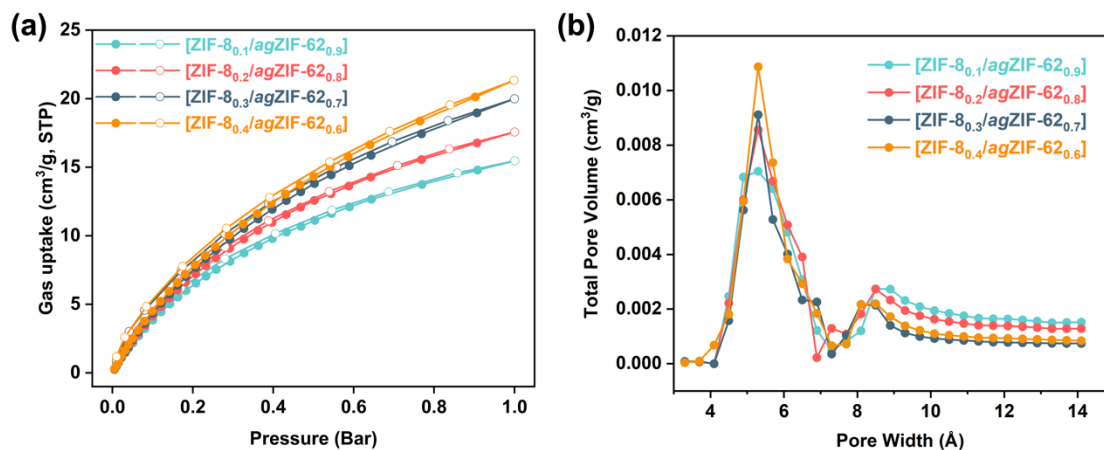 (a)
25
20
15
10
5
0
Gas uptake (cm³/g, STP)
[ZIF-8₀.₁/agZIF-62₀.₉]
[ZIF-8₀.₂/agZIF-62₀.₈]
[ZIF-8₀.₃/agZIF-62₀.₇]
[ZIF-8₀.₄/agZIF-62₀.₆]
0.0 0.2 0.4 0.6 0.8 1.0
Pressure (Bar)
(b)
0.012
0.010
0.008
0.006
0.004
0.002
0.000
Total Pore Volume (cm³/g)
[ZIF-8₀.₁/agZIF-62₀.₉]
[ZIF-8₀.₂/agZIF-62₀.₈]
[ZIF-8₀.₃/agZIF-62₀.₇]
[ZIF-8₀.₄/agZIF-62₀.₆]
4 6 8 10 12 14
Pore Width (Å)